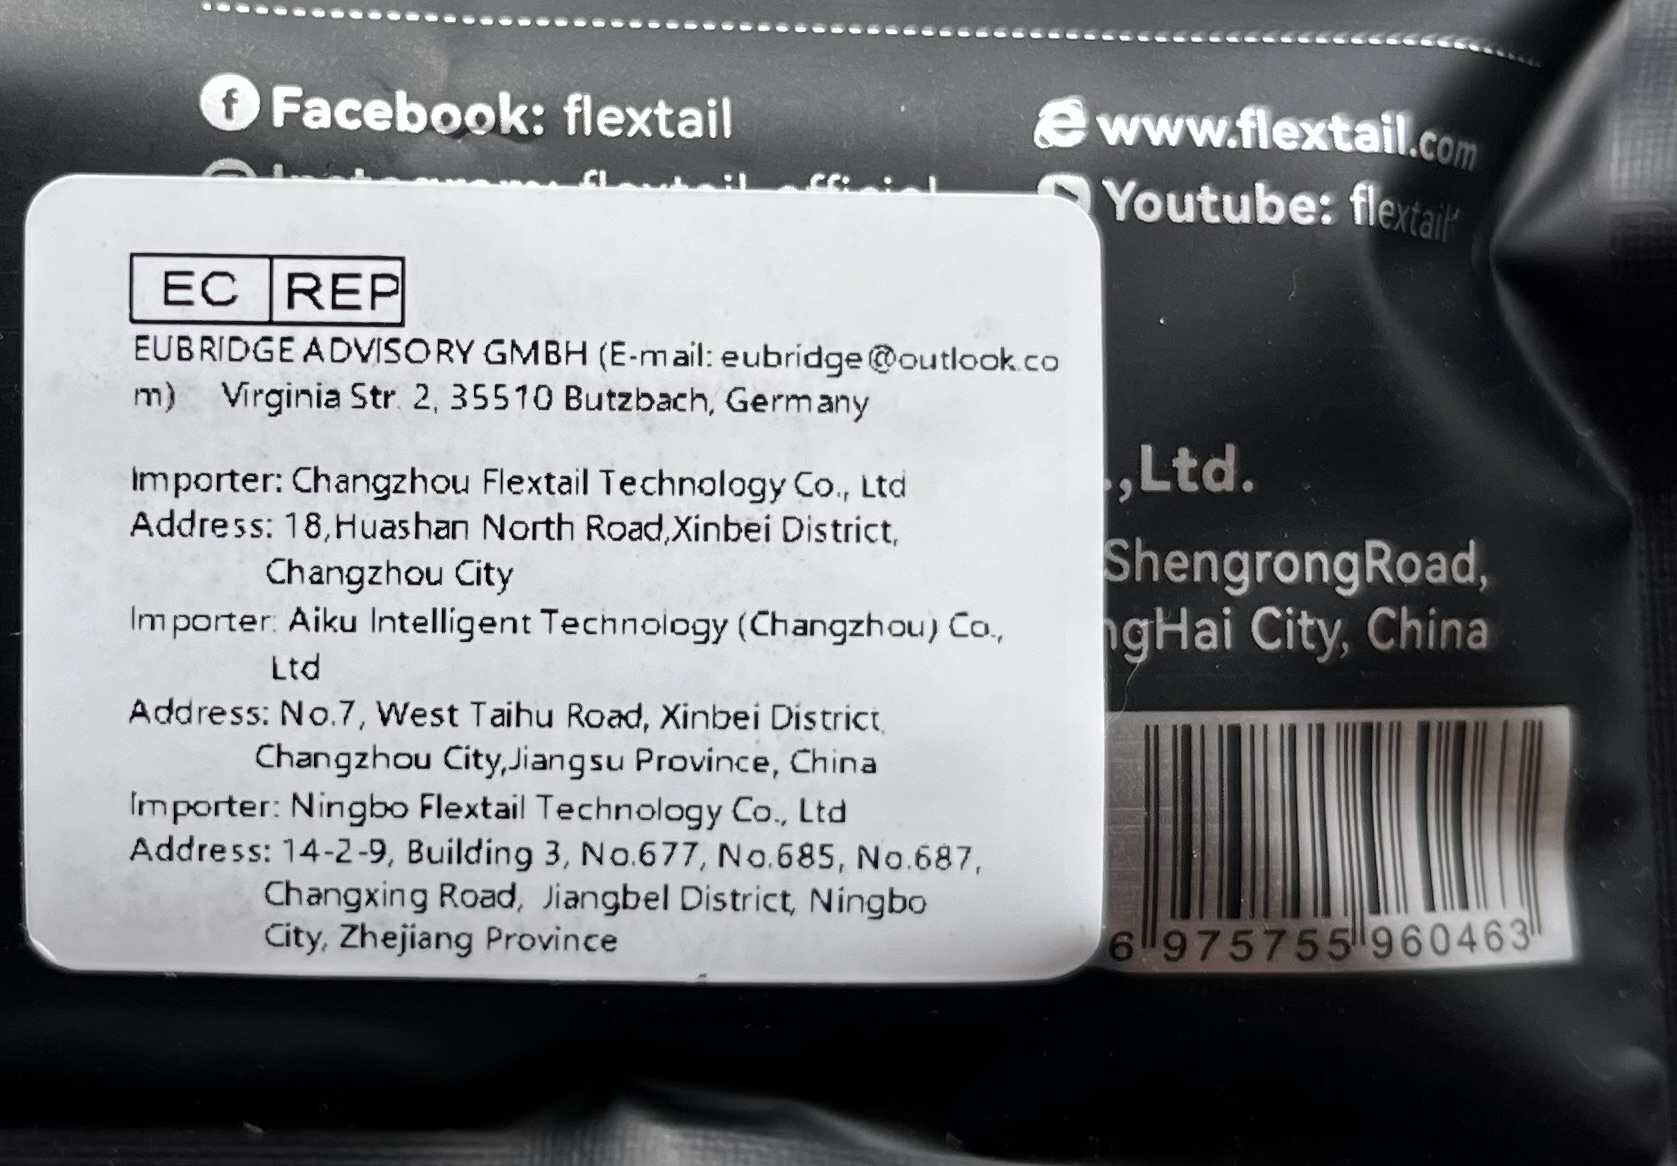 Facebook: flextail
www.flextail.com
Instagram: flextail_official
Youtube: flextail
EC REP
EUBRIDGE ADVISORY GMBH (E-mail: eubridge@outlook.co
m) Virginia Str. 2, 35510 Butzbach, Germany
Importer: Changzhou Flextail Technology Co., Ltd
Address: 18,Huashan North Road,Xinbei District,
Changzhou City
Importer: Aiku Intelligent Technology (Changzhou) Co.,
Ltd
Address: No.7, West Taihu Road, Xinbei District,
Changzhou City,Jiangsu Province, China
Importer: Ningbo Flextail Technology Co., Ltd
Address: 14-2-9, Building 3, No.677, No.685, No.687,
Changxing Road, Jiangbel District, Ningbo
City, Zhejiang Province
.,Ltd.
ShengrongRoad,
ngHai City, China
6 975755 960463